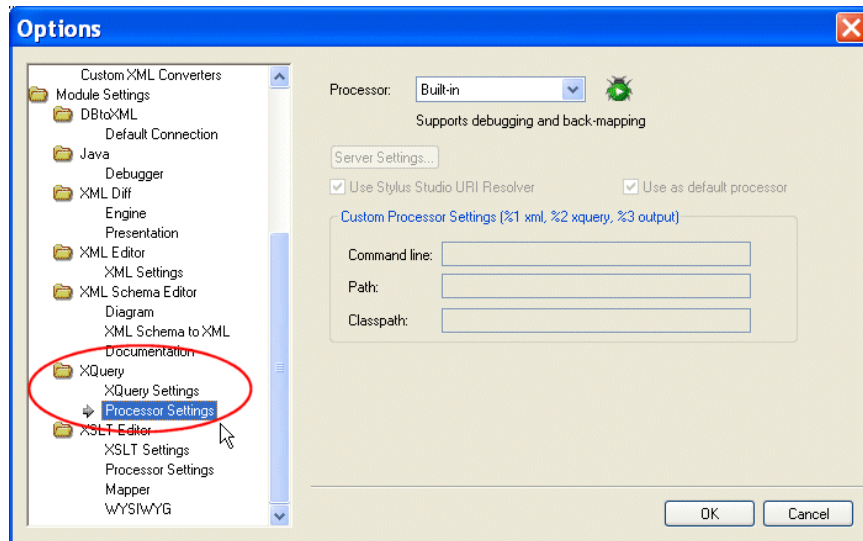 Options
Custom XML Converters
Module Settings
DBtoXML
Default Connection
Java
Debugger
XML Diff
Engine
Presentation
XML Editor
XML Settings
XML Schema Editor
Diagram
XML Schema to XML
Documentation
XQuery
XQuery Settings
Processor Settings
XSLT Editor
XSLT Settings
Processor Settings
Mapper
WYSIWYG
Processor: Built-in
Supports debugging and back-mapping
Server Settings...
Use Stylus Studio URI Resolver Use as default processor
Custom Processor Settings (%1 xml, %2 xquery, %3 output)
Command line:
Path:
Classpath:
OK Cancel